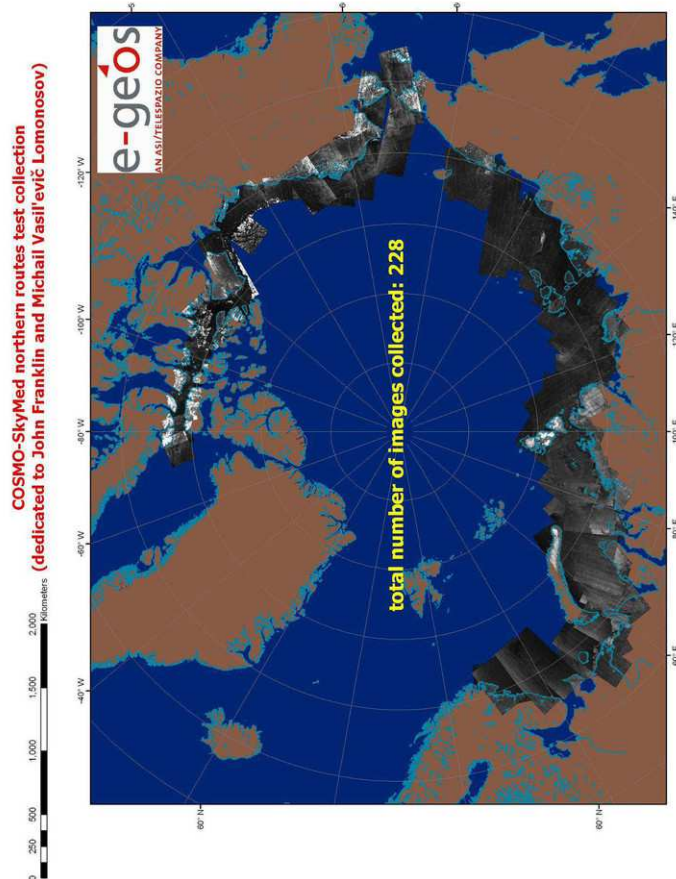 COSMO-SkyMed northern routes test collection
(dedicated to John Franklin and Michail Vasil'evič Lomonosov)
0 250 500 1,000 1,500 2,000
Kilometers
e-geos
AN ASI/TELESPAZIO COMPANY
total number of images collected: 228
-40° W
-60° W
-80° W
-100° W
-120° W
60° E
80° E
100° E
120° E
140° E
60° N
60° N